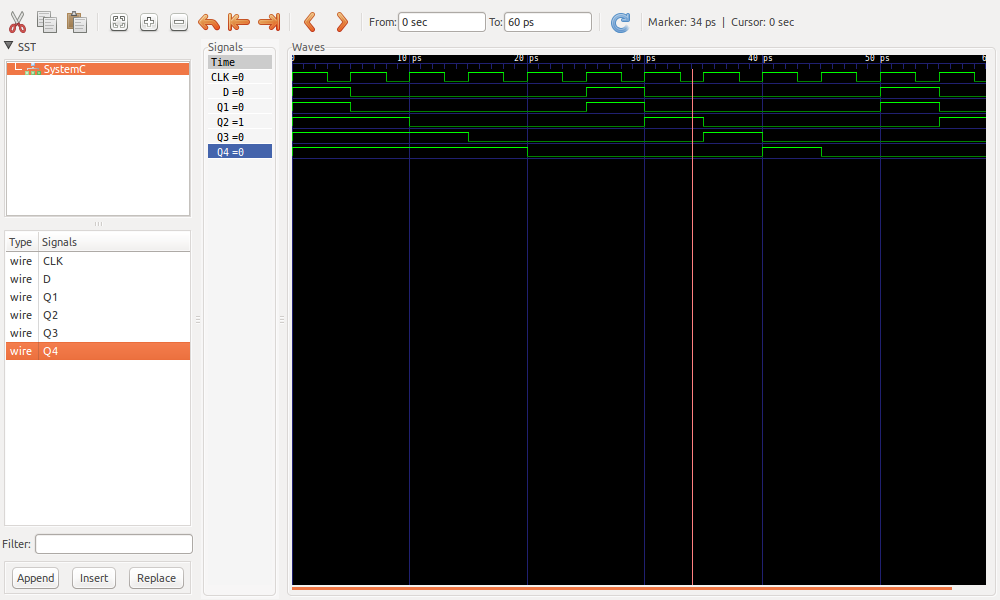 From: 0 sec To: 60 ps Marker: 34 ps | Cursor: 0 sec
SST
SystemC
Type Signals
wire CLK
wire D
wire Q1
wire Q2
wire Q3
wire Q4
Filter:
Append Insert Replace
Signals
Time
CLK =0
D =0
Q1 =0
Q2 =1
Q3 =0
Q4 =0
Waves
0 10 ps 20 ps 30 ps 40 ps 50 ps 6